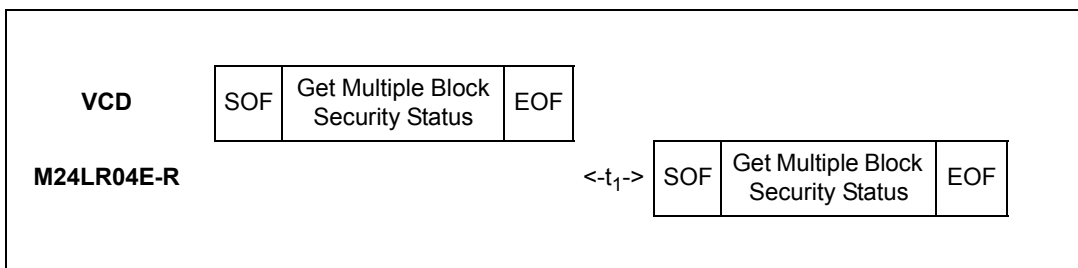 VCD SOF Get Multiple Block Security Status EOF
M24LR04E-R <-t1-> SOF Get Multiple Block Security Status EOF